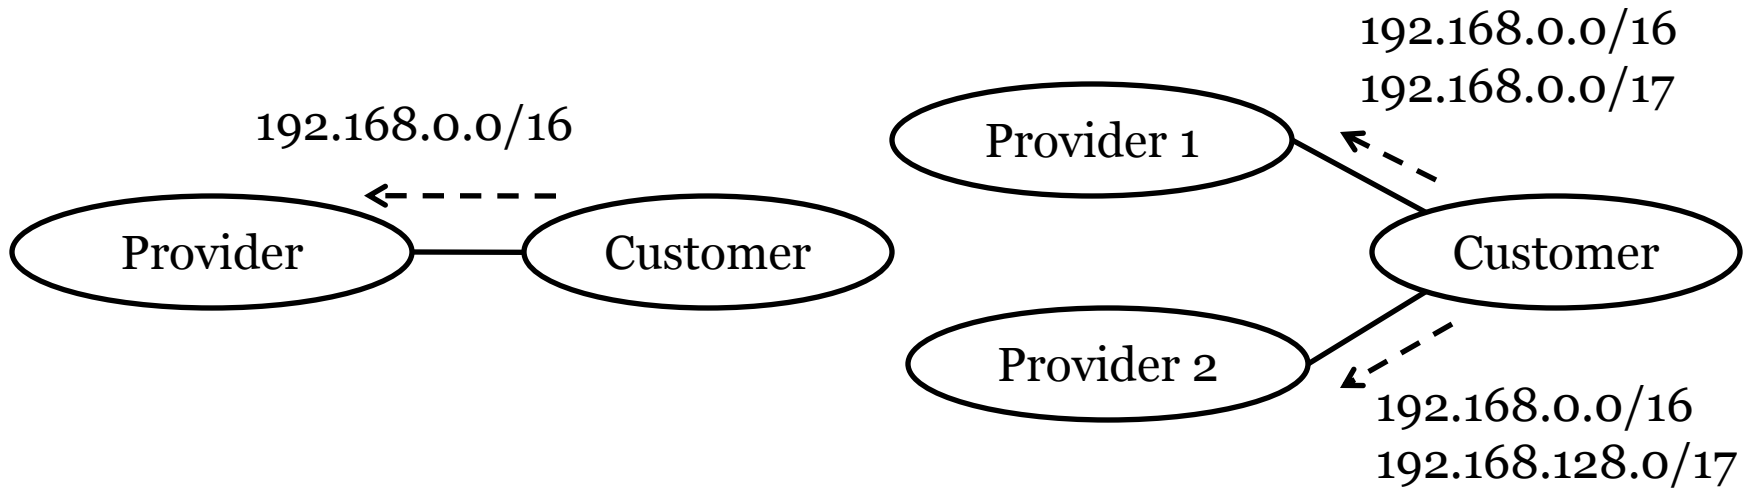 192.168.0.0/16
Provider
Customer
192.168.0.0/16
192.168.0.0/17
Provider 1
Customer
Provider 2
192.168.0.0/16
192.168.128.0/17